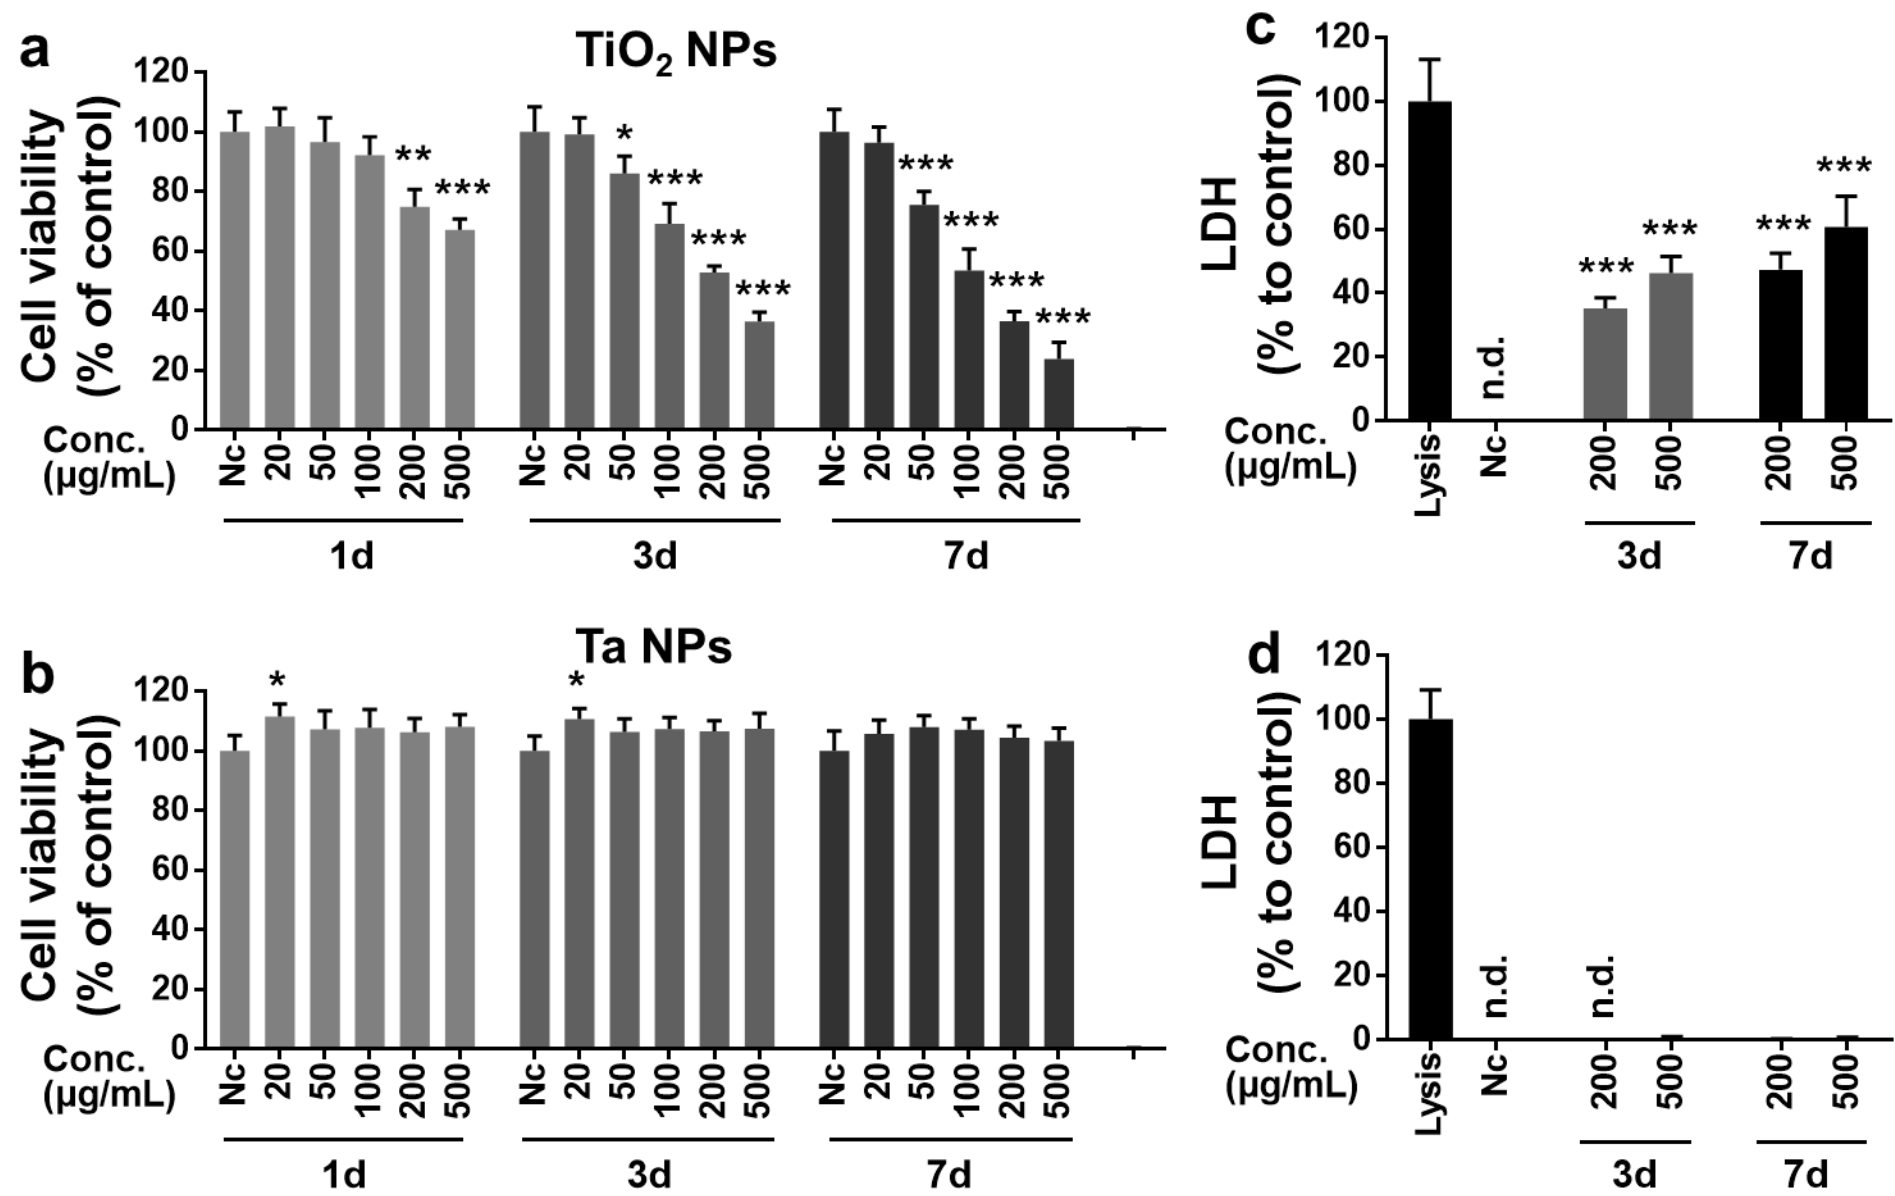 a
TiO2 NPs
Cell viability
(% of control)
120
100
80
60
40
20
0
** *** * *** *** *** *** *** *** ***
Conc.
(µg/mL)
Nc 20 50 100 200 500 Nc 20 50 100 200 500 Nc 20 50 100 200 500
1d 3d 7d
c
LDH
(% to control)
120
100
80
60
40
20
0
n.d.
*** *** *** ***
Conc.
(µg/mL)
Lysis Nc 200 500 200 500
3d 7d
b
Ta NPs
Cell viability
(% of control)
120
100
80
60
40
20
0
* *
Conc.
(µg/mL)
Nc 20 50 100 200 500 Nc 20 50 100 200 500 Nc 20 50 100 200 500
1d 3d 7d
d
LDH
(% to control)
120
100
80
60
40
20
0
n.d. n.d.
Conc.
(µg/mL)
Lysis Nc 200 500 200 500
3d 7d